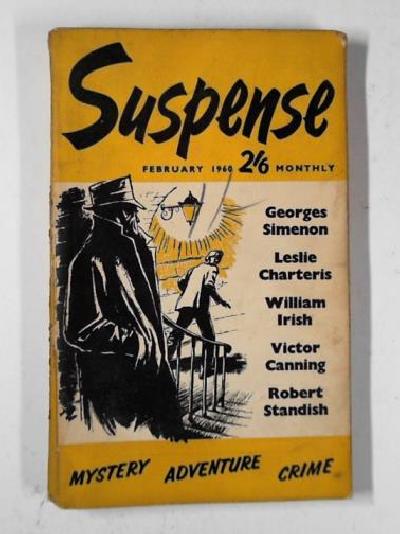 Suspense
FEBRUARY 1960 2/6 MONTHLY
Georges
Simenon
Leslie
Charteris
William
Irish
Victor
Canning
Robert
Standish
MYSTERY ADVENTURE CRIME